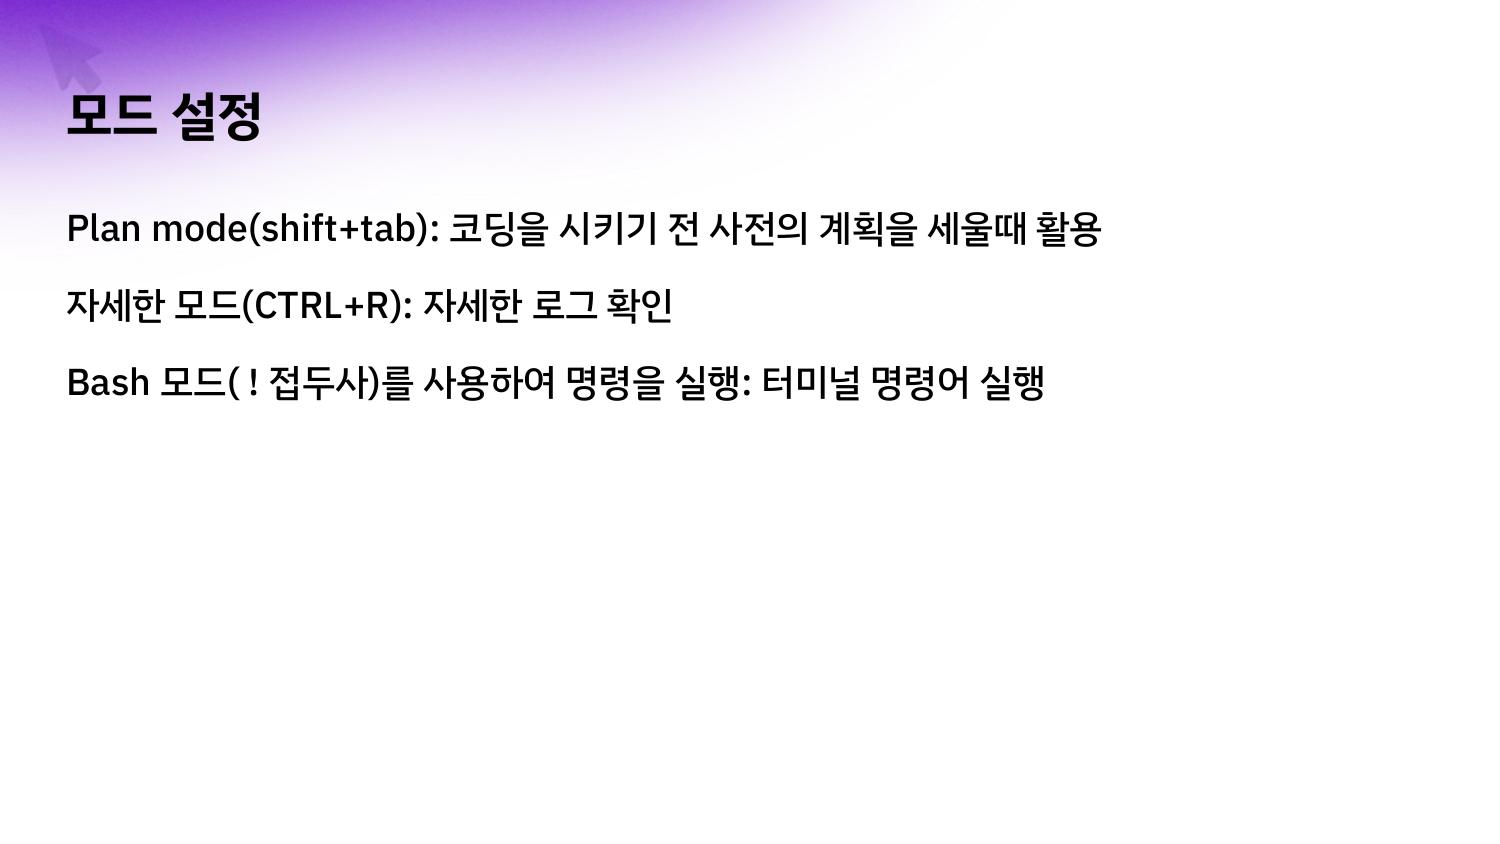 모드 설정
Plan mode(shift+tab): 코딩을 시키기 전 사전의 계획을 세울때 활용
자세한 모드(CTRL+R): 자세한 로그 확인
Bash 모드( ! 접두사)를 사용하여 명령을 실행: 터미널 명령어 실행